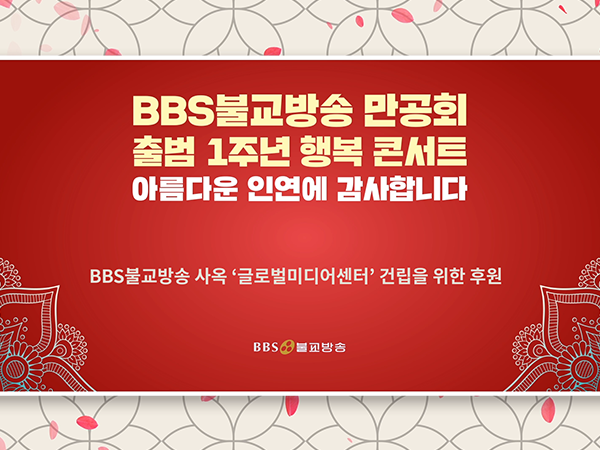 BBS불교방송 만공회
출범 1주년 행복 콘서트
아름다운 인연에 감사합니다
BBS불교방송 사옥 ‘글로벌미디어센터’ 건립을 위한 후원
BBS 불교방송